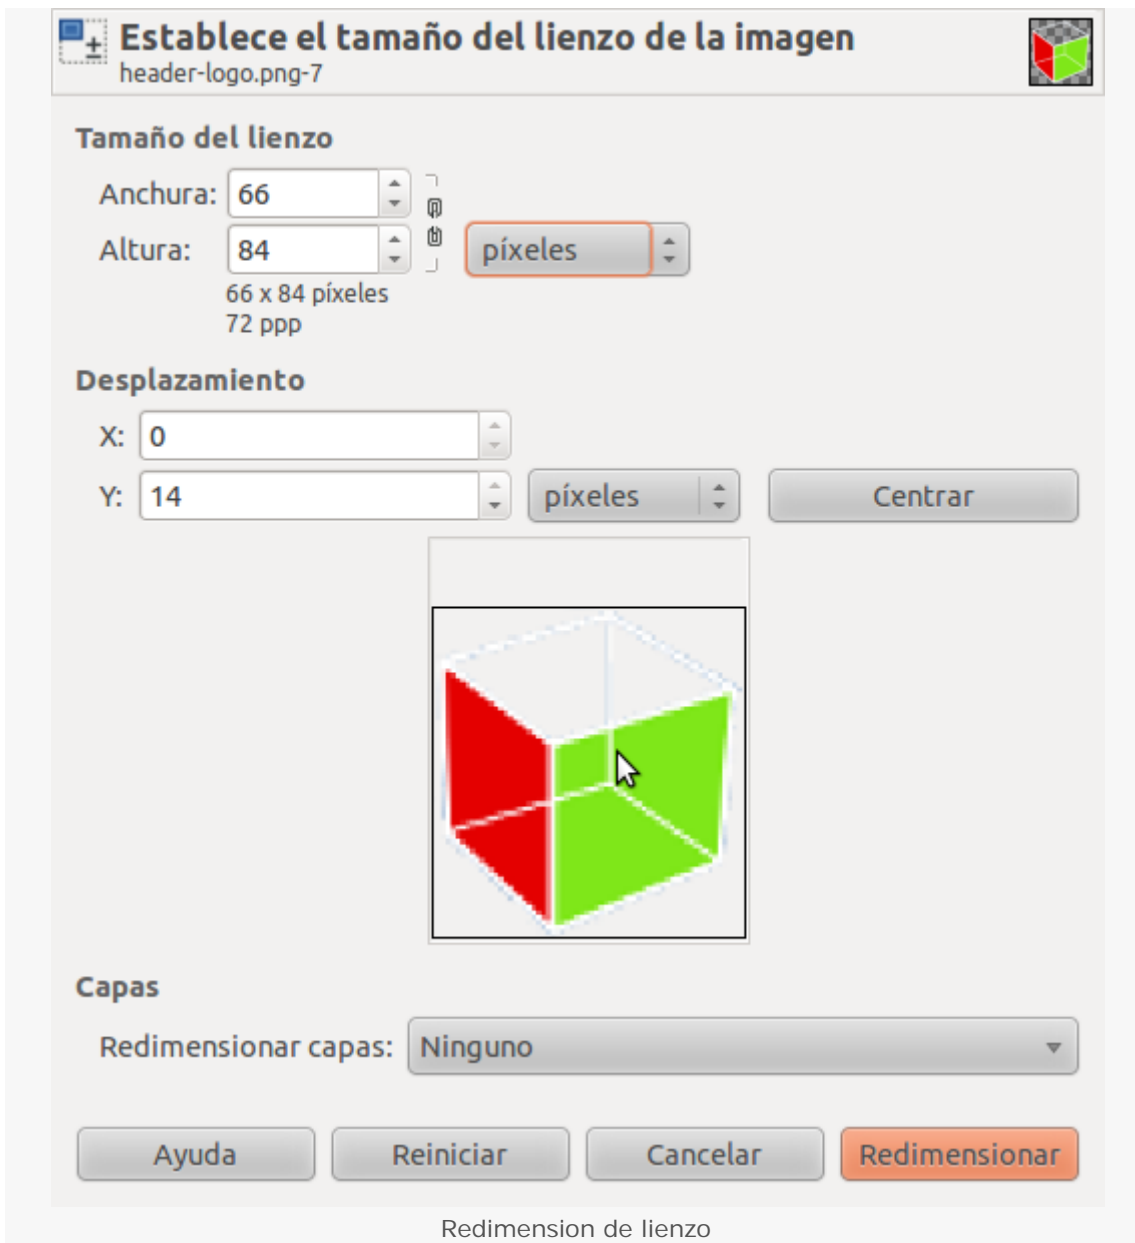 Establece el tamaño del lienzo de la imagen
header-logo.png-7
Tamaño del lienzo
Anchura: 66
Altura: 84 píxeles
66 x 84 píxeles
72 ppp
Desplazamiento
X: 0
Y: 14 píxeles Centrar
Capas
Redimensionar capas: Ninguno
Ayuda Reiniciar Cancelar Redimensionar
Redimension de lienzo